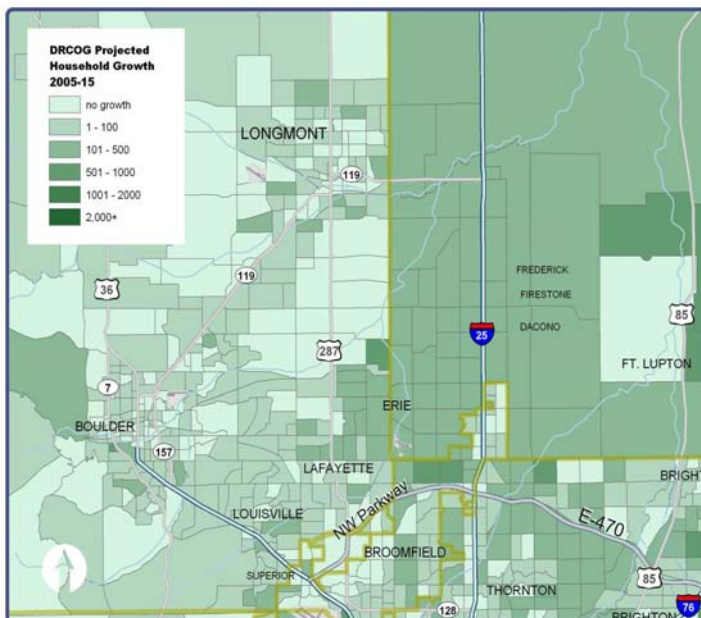 DRCOG Projected
Household Growth
2005-15
no growth
1 - 100
101 - 500
501 - 1000
1001 - 2000
2,000+
LONGMONT
119
119
36
FREDERICK
FIRESTONE
DACONO
85
25
287
FT. LUPTON
7
ERIE
BOULDER
157
LAFAYETTE
BRIGHT
LOUISVILLE
NW Parkway
E-470
BROOMFIELD
SUPERIOR
85
THORNTON
128
76
BRIGHTON